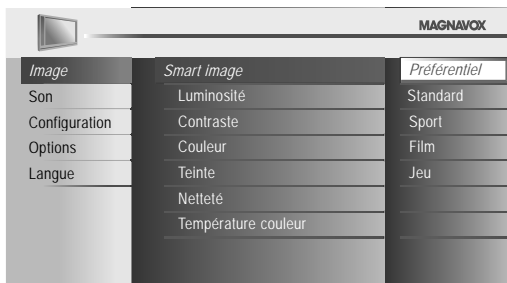 MAGNAVOX
Image
Son
Configuration
Options
Langue
Smart image
Luminosité
Contraste
Couleur
Teinte
Netteté
Température couleur
Préférentiel
Standard
Sport
Film
Jeu